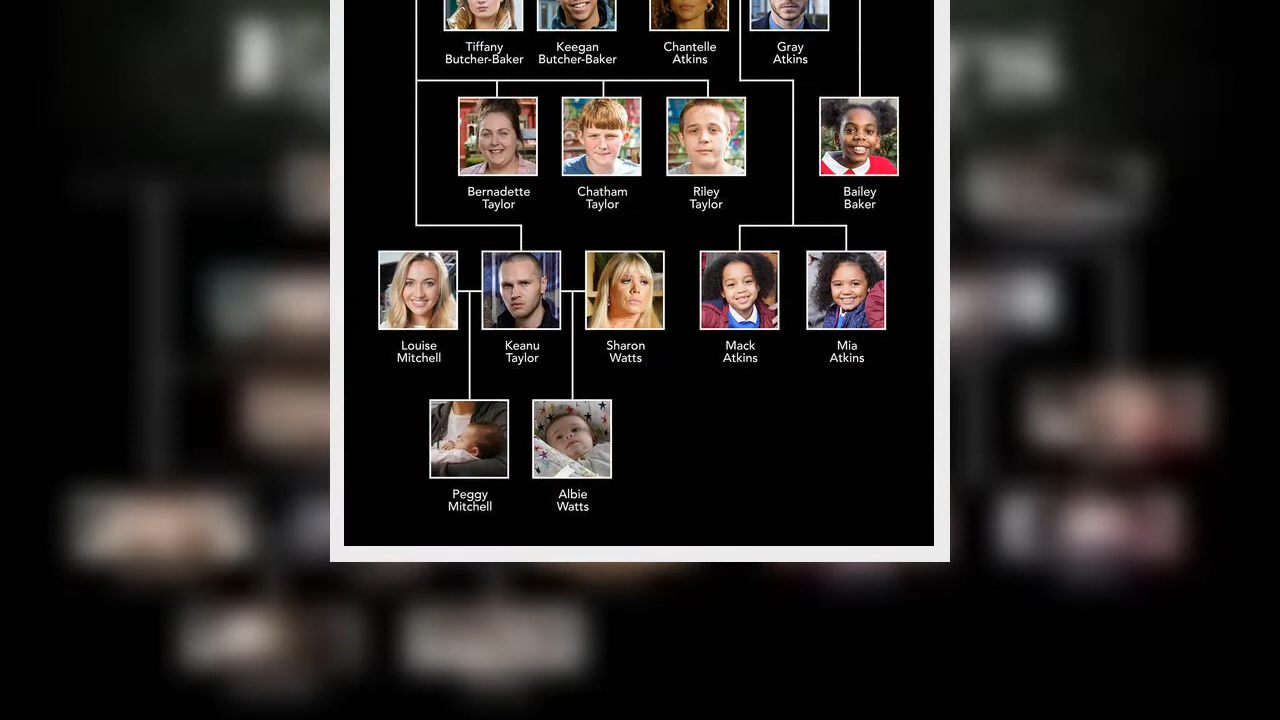 Tiffany
Butcher-Baker
Keegan
Butcher-Baker
Chantelle
Atkins
Gray
Atkins
Bernadette
Taylor
Chatham
Taylor
Riley
Taylor
Bailey
Baker
Louise
Mitchell
Keanu
Taylor
Sharon
Watts
Mack
Atkins
Mia
Atkins
Peggy
Mitchell
Albie
Watts